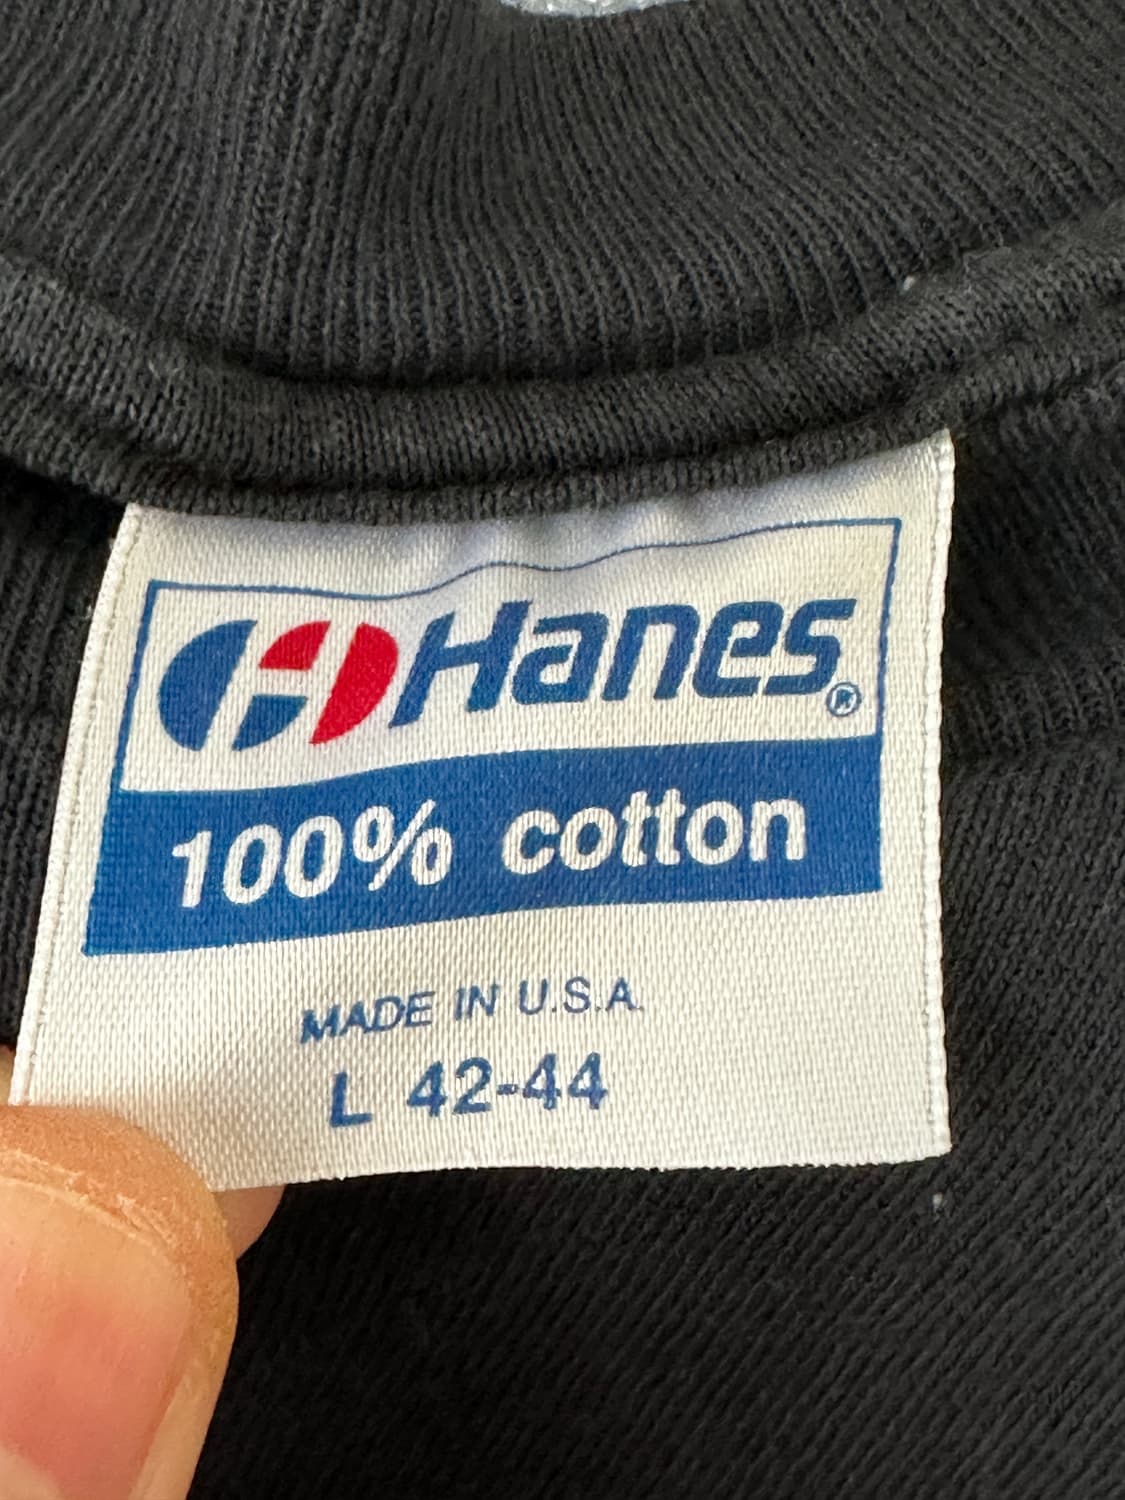 Hanes®
100% cotton
MADE IN U.S.A.
L 42-44